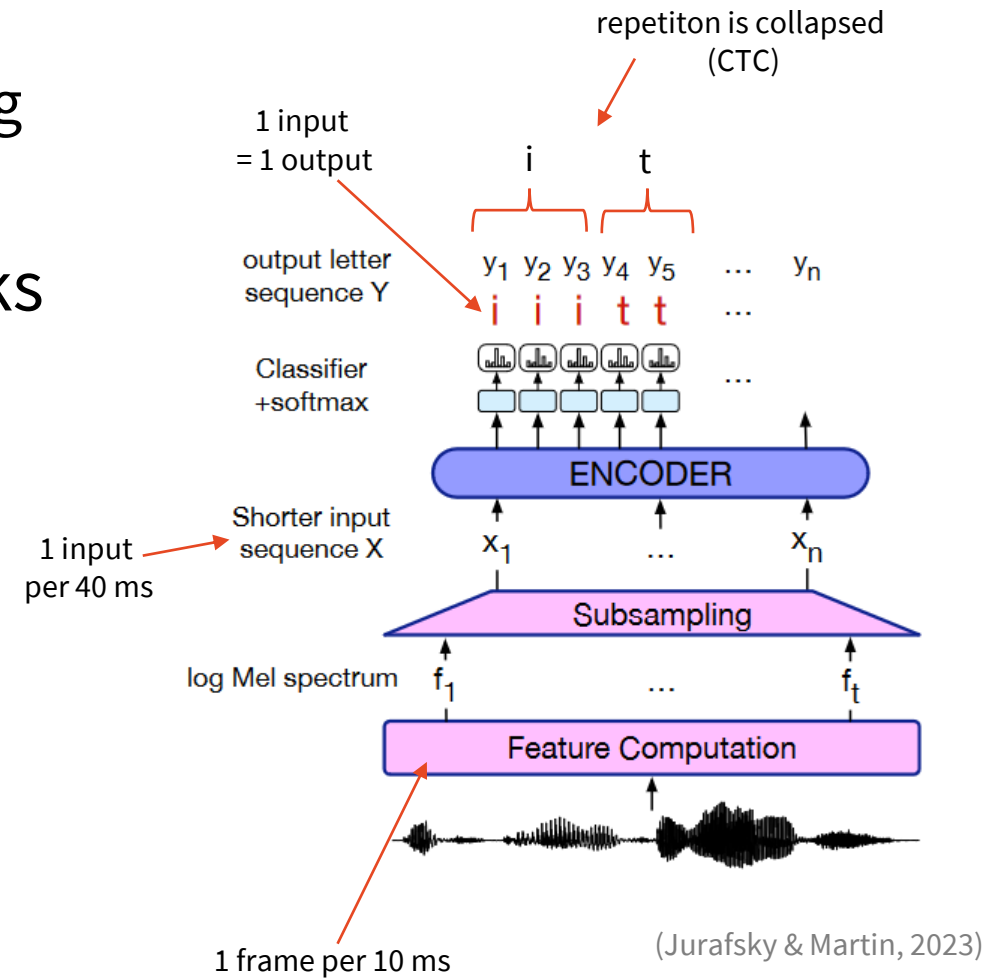 repetiton is collapsed
(CTC)
g
1 input
= 1 output
i t
ks
output letter
sequence Y
y1 y2 y3 y4 y5 ... yn
i i i t t ...
Classifier
+softmax
...
ENCODER
Shorter input
sequence X
x1 ... xn
1 input
per 40 ms
Subsampling
log Mel spectrum
f1 ... ft
Feature Computation
1 frame per 10 ms
(Jurafsky & Martin, 2023)